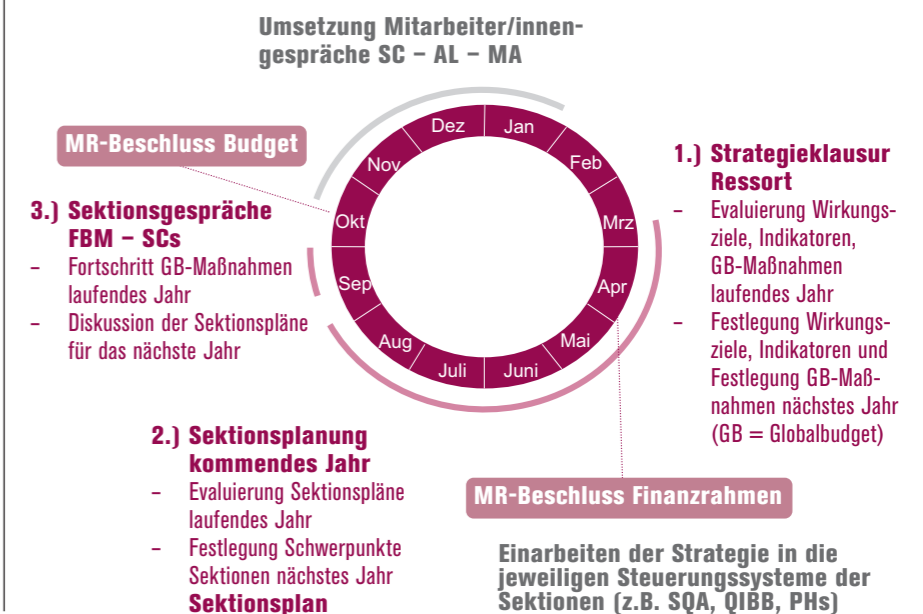 Umsetzung Mitarbeiter/innen-
gespräche SC – AL – MA
MR-Beschluss Budget
Jan
Feb
Mrz
Apr
Mai
Juni
Juli
Aug
Sep
Okt
Nov
Dez
1.) Strategieklausur
Ressort
– Evaluierung Wirkungs-
ziele, Indikatoren,
GB-Maßnahmen
laufendes Jahr
– Festlegung Wirkungs-
ziele, Indikatoren und
Festlegung GB-Maß-
nahmen nächstes Jahr
(GB = Globalbudget)
3.) Sektionsgespräche
FBM – SCs
– Fortschritt GB-Maßnahmen
laufendes Jahr
– Diskussion der Sektionspläne
für das nächste Jahr
2.) Sektionsplanung
kommendes Jahr
– Evaluierung Sektionspläne
laufendes Jahr
– Festlegung Schwerpunkte
Sektionen nächstes Jahr
Sektionsplan
MR-Beschluss Finanzrahmen
Einarbeiten der Strategie in die
jeweiligen Steuerungssysteme der
Sektionen (z.B. SQA, QIBB, PHs)